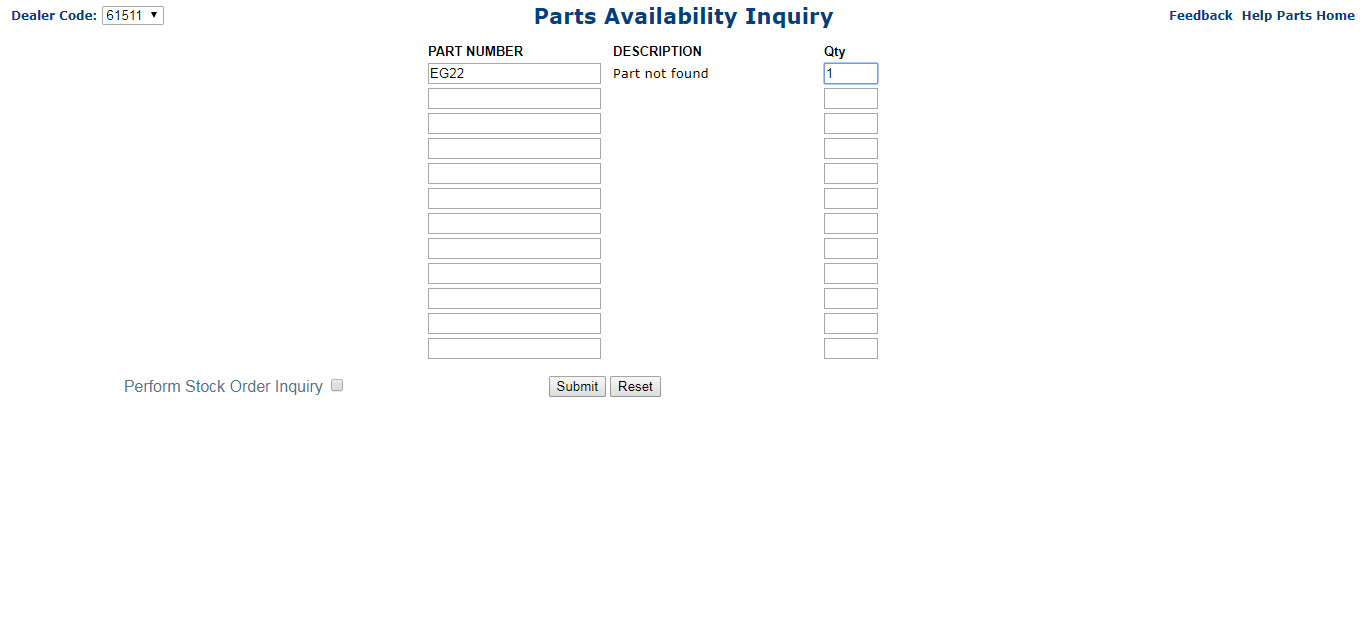 Dealer Code: 61511 Parts Availability Inquiry Feedback Help Parts Home
PART NUMBER DESCRIPTION Qty
EG22 Part not found 1
Perform Stock Order Inquiry Submit Reset